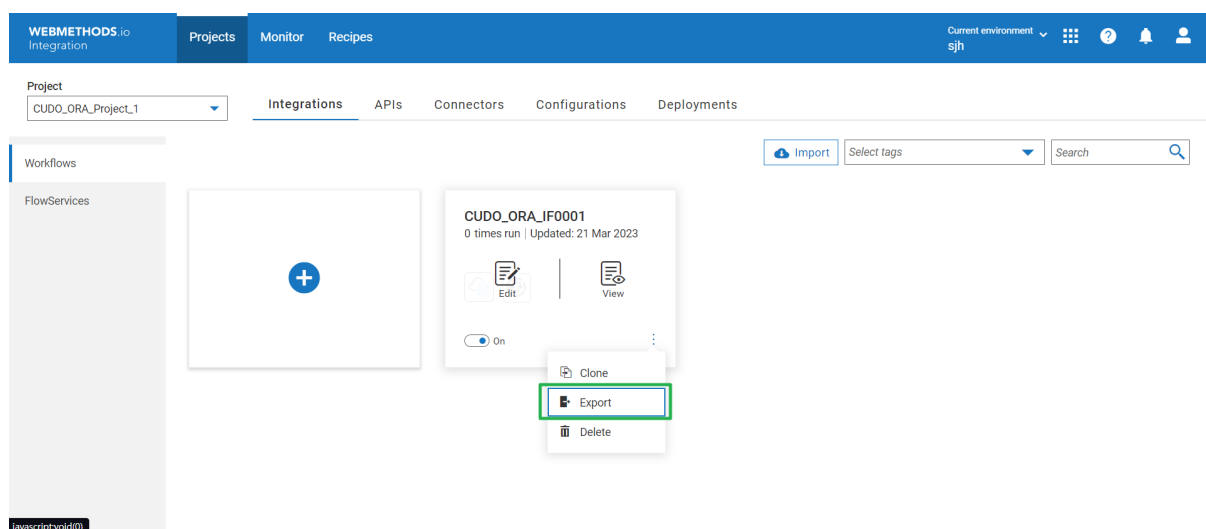 WEBMETHODS.io
Integration
Projects
Monitor
Recipes
Current environment
sjh
Project
CUDO_ORA_Project_1
Integrations
APIs
Connectors
Configurations
Deployments
Workflows
FlowServices
Import
Select tags
Search
CUDO_ORA_IF0001
0 times run | Updated: 21 Mar 2023
Edit
View
On
Clone
Export
Delete
javascript:void(0)